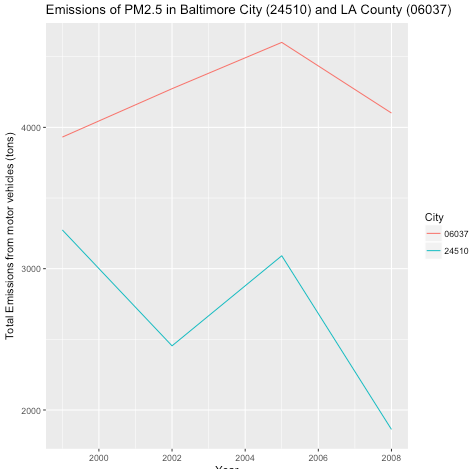 Emissions of PM2.5 in Baltimore City (24510) and LA County (06037)
Total Emissions from motor vehicles (tons)
4000
3000
2000
2000
2002
2004
2006
2008
Year
City
06037
24510